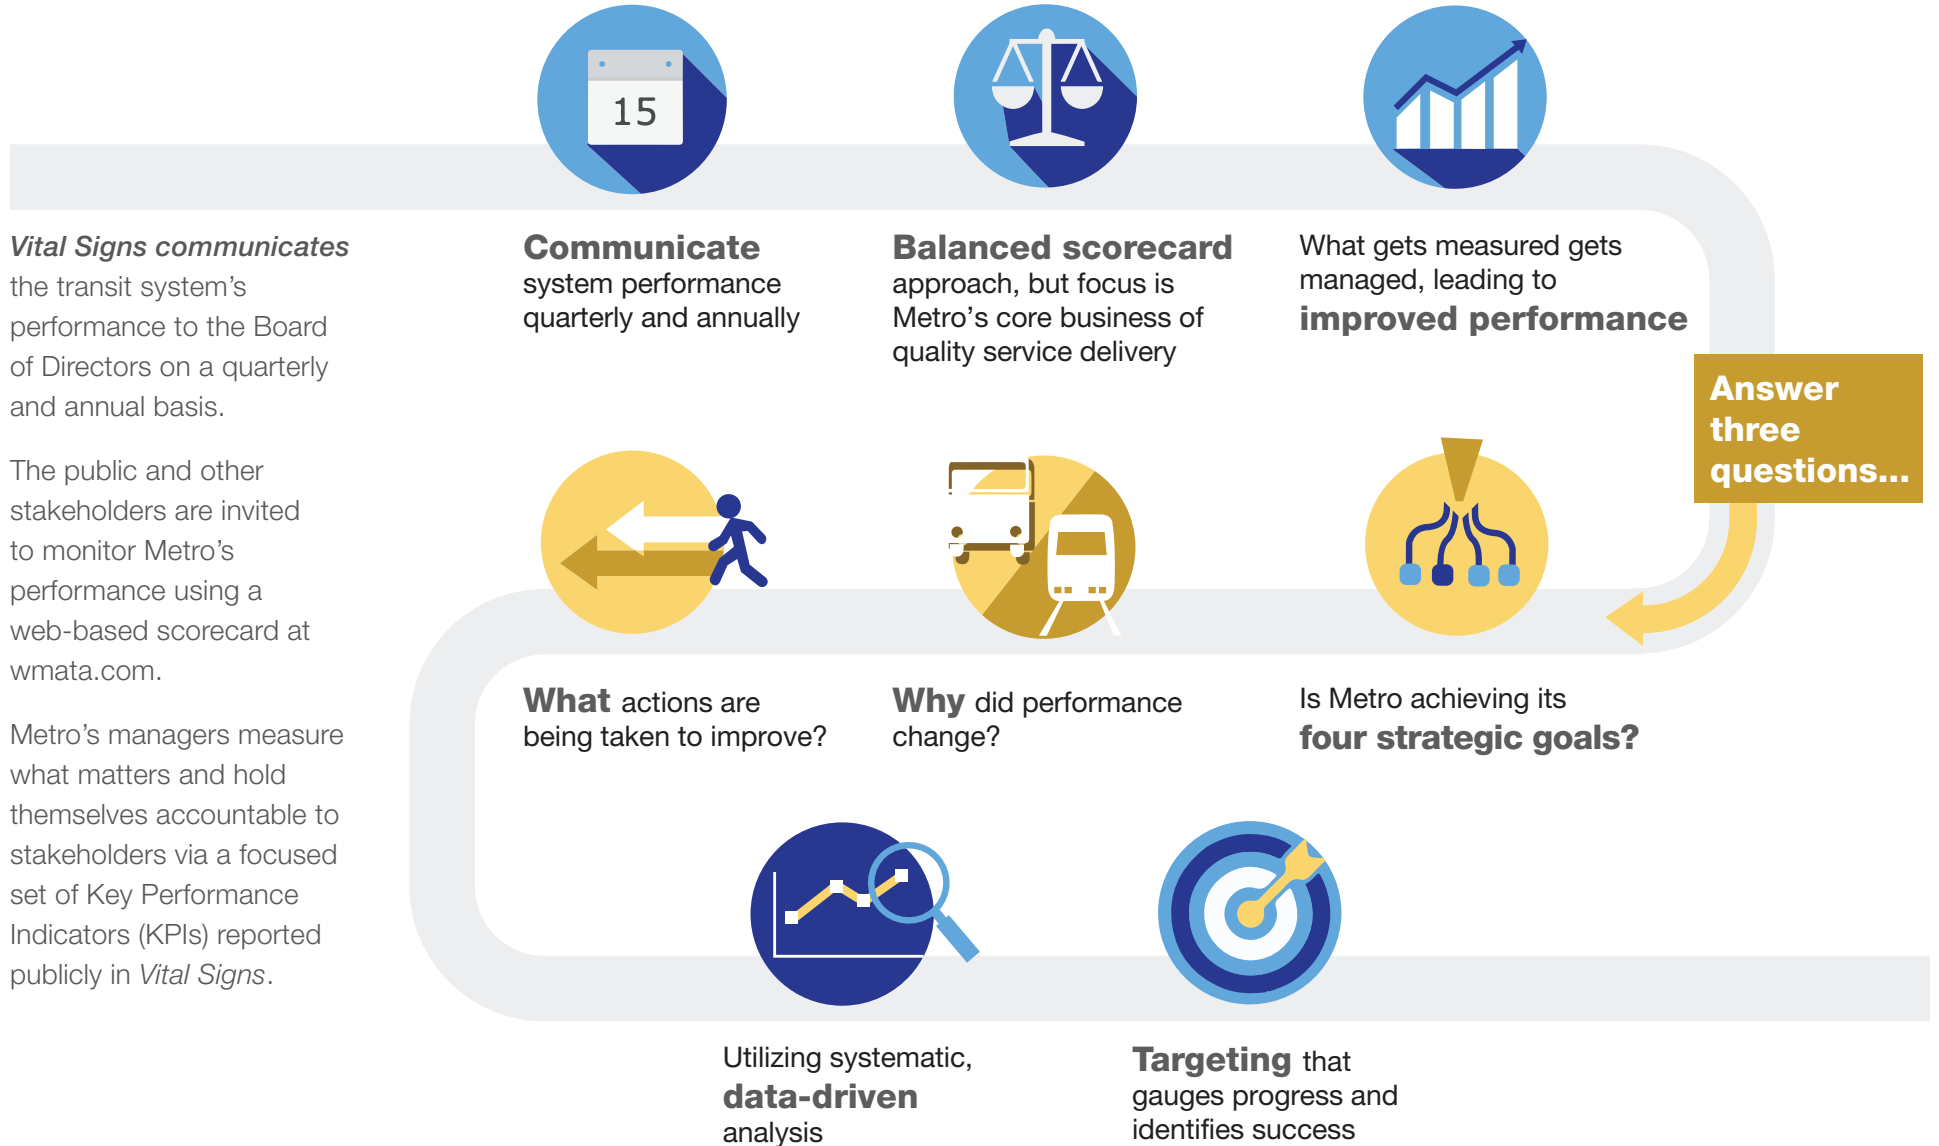 15
Vital Signs communicates
the transit system's
performance to the Board
of Directors on a quarterly
and annual basis.
The public and other
stakeholders are invited
to monitor Metro's
performance using a
web-based scorecard at
wmata.com.
Metro's managers measure
what matters and hold
themselves accountable to
stakeholders via a focused
set of Key Performance
Indicators (KPIs) reported
publicly in Vital Signs.
Communicate
system performance
quarterly and annually
Balanced scorecard
approach, but focus is
Metro's core business of
quality service delivery
What gets measured gets
managed, leading to
improved performance
Answer
three
questions...
Is Metro achieving its
four strategic goals?
Why did performance
change?
What actions are
being taken to improve?
Utilizing systematic,
data-driven
analysis
Targeting that
gauges progress and
identifies success